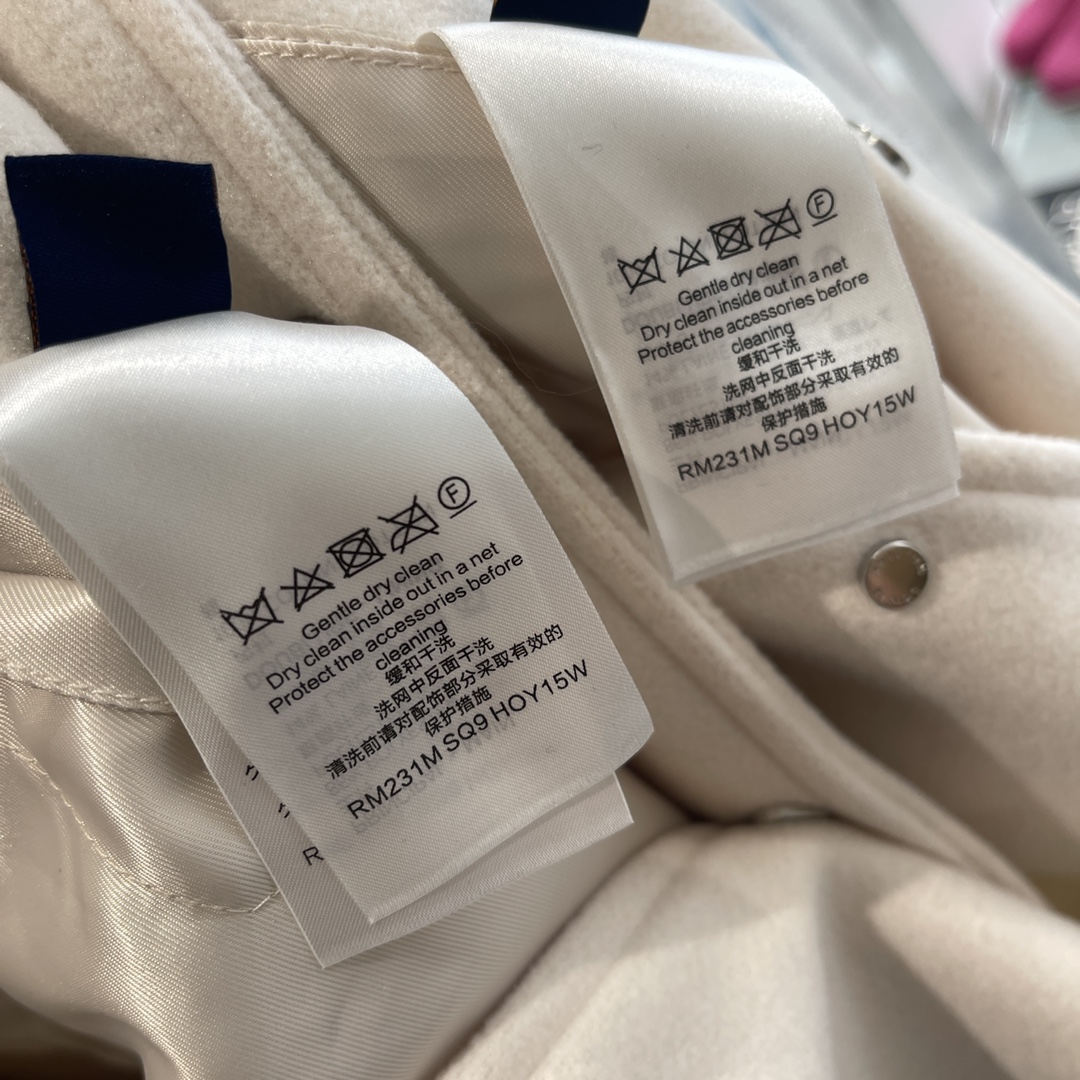 F
Gentle dry clean
Dry clean inside out in a net
Protect the accessories before
cleaning
缓和干洗
洗网中反面干洗
清洗前请对配饰部分采取有效的
保护措施
RM231M SQ9 HOY15W
F
Gentle dry clean
Dry clean inside out in a net
Protect the accessories before
cleaning
缓和干洗
洗网中反面干洗
清洗前请对配饰部分采取有效的
保护措施
RM231M SQ9 HOY15W
R